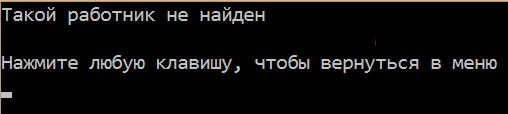 Такой работник не найден
Нажмите любую клавишу, чтобы вернуться в меню